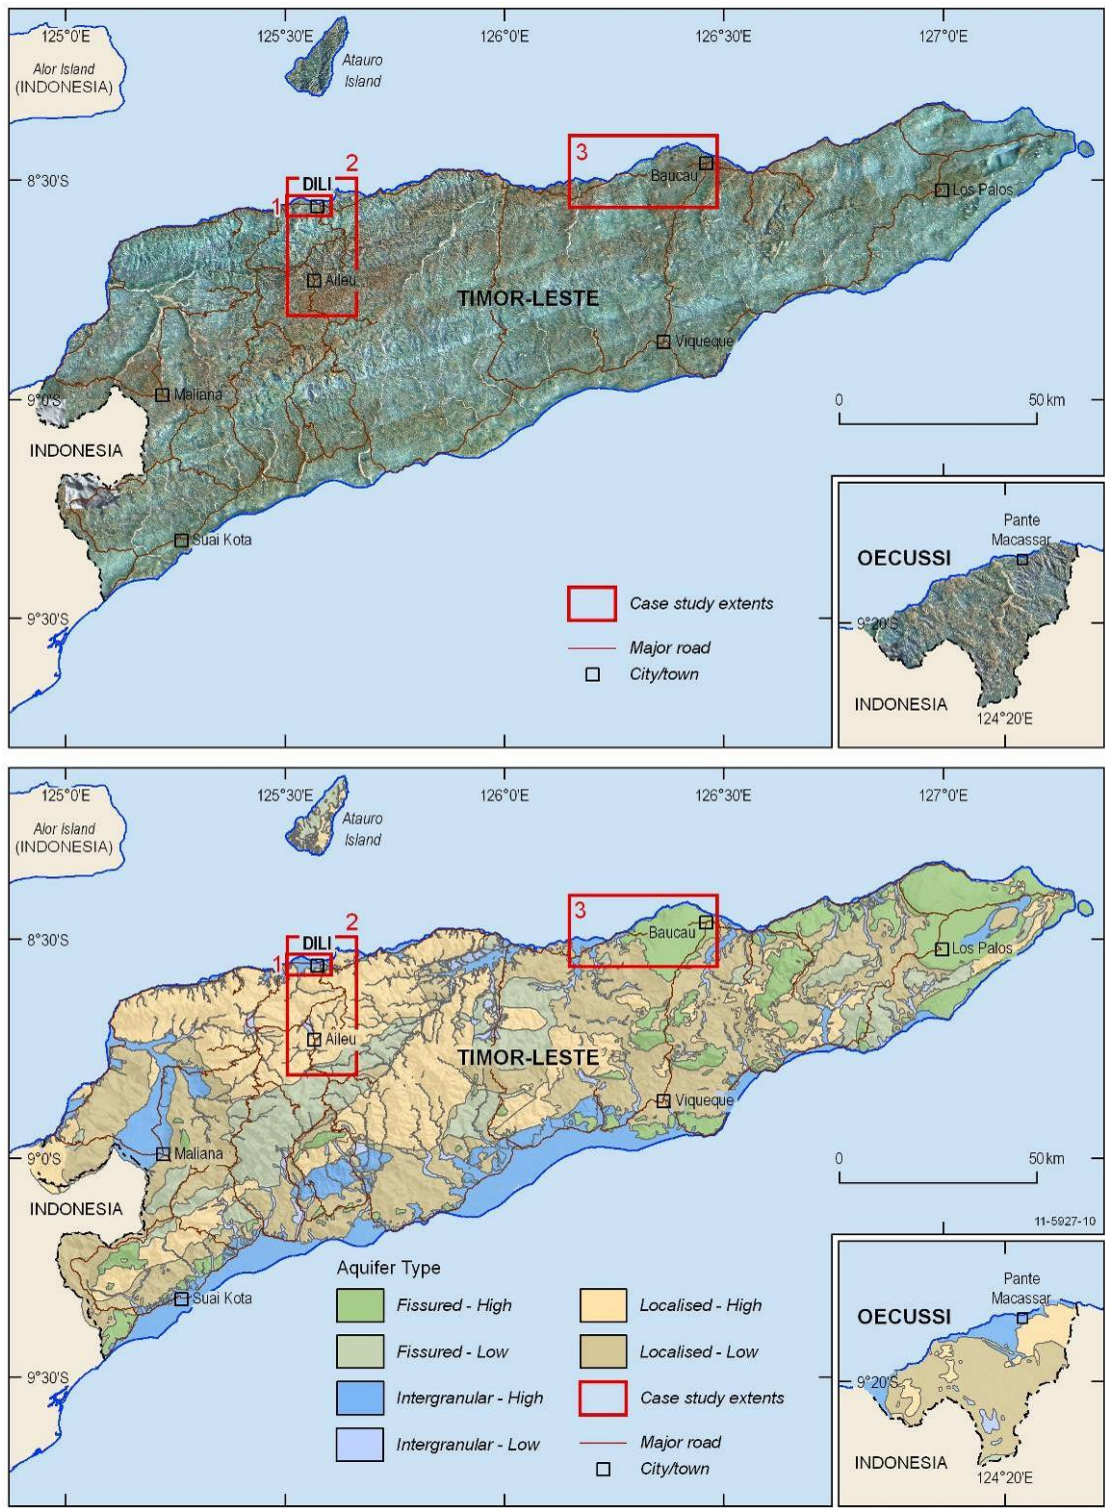 125°0'E
125°30'E
126°0'E
126°30'E
127°0'E
Alor Island
(INDONESIA)
Atauro
Island
8°30'S
2
3
DILI
1
Baucau
Los Palos
Aileu
TIMOR-LESTE
Viqueque
Maliana
9°0'S
0
50 km
INDONESIA
Suai Kota
9°30'S
Case study extents
Major road
City/town
Pante
Macassar
OECUSSI
9°20'S
INDONESIA
124°20'E
125°0'E
125°30'E
126°0'E
126°30'E
127°0'E
Alor Island
(INDONESIA)
Atauro
Island
8°30'S
2
3
DILI
1
Baucau
Los Palos
Aileu
TIMOR-LESTE
Viqueque
Maliana
9°0'S
0
50 km
INDONESIA
11-5927-10
Suai Kota
9°30'S
Aquifer Type
Fissured - High
Localised - High
Fissured - Low
Localised - Low
Intergranular - High
Case study extents
Intergranular - Low
Major road
City/town
Pante
Macassar
OECUSSI
9°20'S
INDONESIA
124°20'E